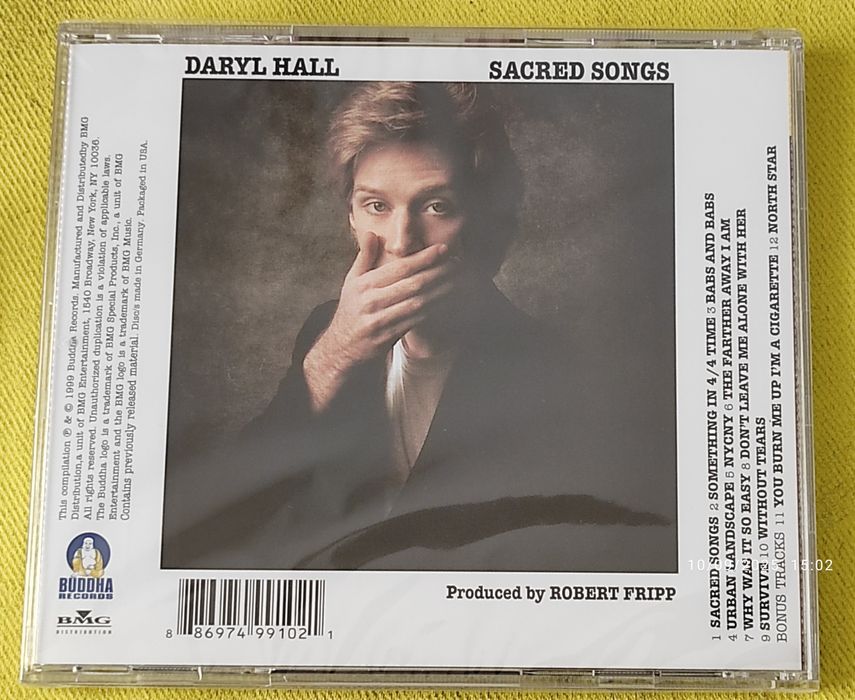 DARYL HALL
SACRED SONGS
This compilation ℗ & © 1999 Buddha Records. Manufactured and Distributedby BMG
Distribution,a unit of BMG Entertainment, 1540 Broadway, New York, NY 10036.
All rights reserved. Unauthorized duplication is a violation of applicable laws.
The Buddha logo is a trademark of BMG Special Products, Inc., a unit of BMG
Entertainment and the BMG logo is a trademark of BMG Music.
Contains previously released material. Discs made in Germany. Packaged in USA.
BUDDHA
RECORDS
BMG
DISTRIBUTION
8 86974 99102 1
Produced by ROBERT FRIPP
1 SACRED SONGS 2 SOMETHING IN 4/4 TIME 3 BABS AND BABS
4 URBAN LANDSCAPE 5 NYCNY 6 THE FARTHER AWAY I AM
7 WHY WAS IT SO EASY 8 DON'T LEAVE ME ALONE WITH HER
9 SURVIVE 10 WITHOUT TEARS
BONUS TRACKS 11 YOU BURN ME UP I'M A CIGARETTE 12 NORTH STAR
15:02